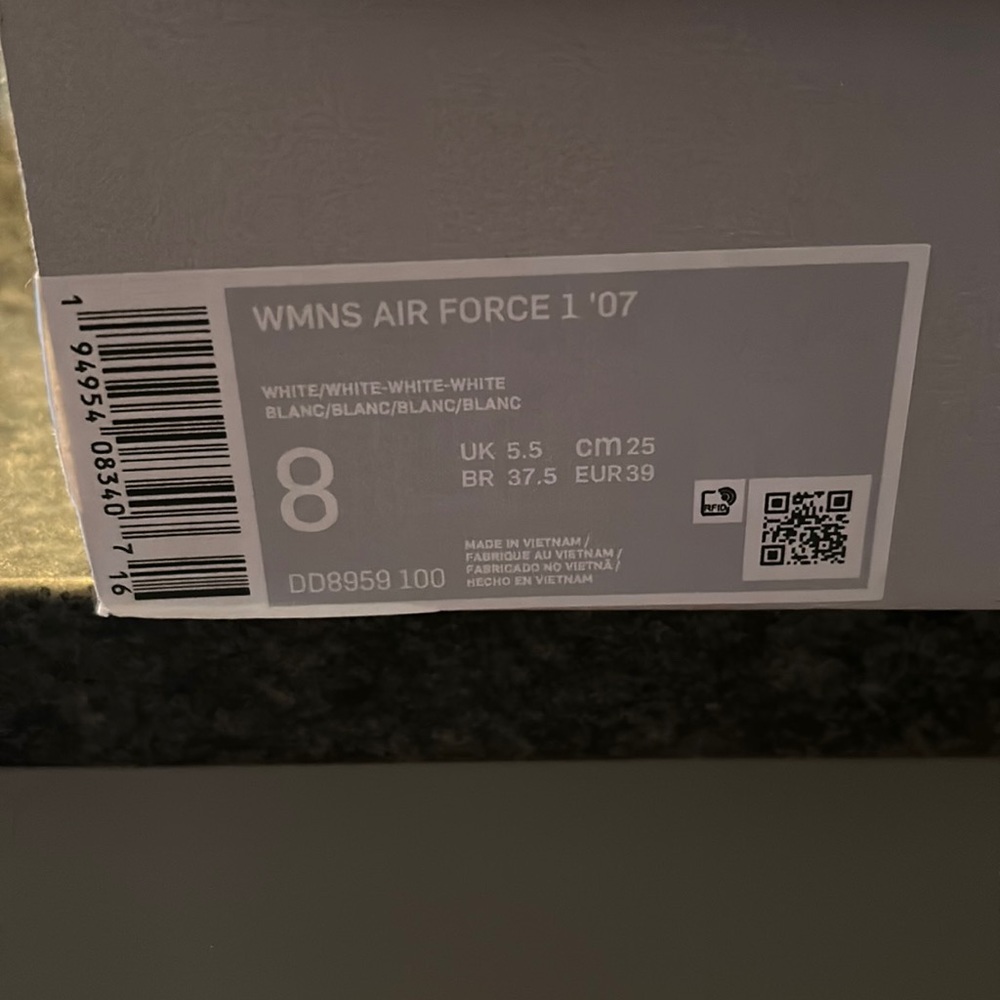 WMNS AIR FORCE 1 '07
WHITE/WHITE-WHITE-WHITE
BLANC/BLANC/BLANC/BLANC
8
UK 5.5 cm 25
BR 37.5 EUR 39
RFID
MADE IN VIETNAM /
FABRIQUE AU VIETNAM /
FABRICADO NO VIETNÃ /
HECHO EN VIETNAM
DD8959 100
1 94954 08340 7 16